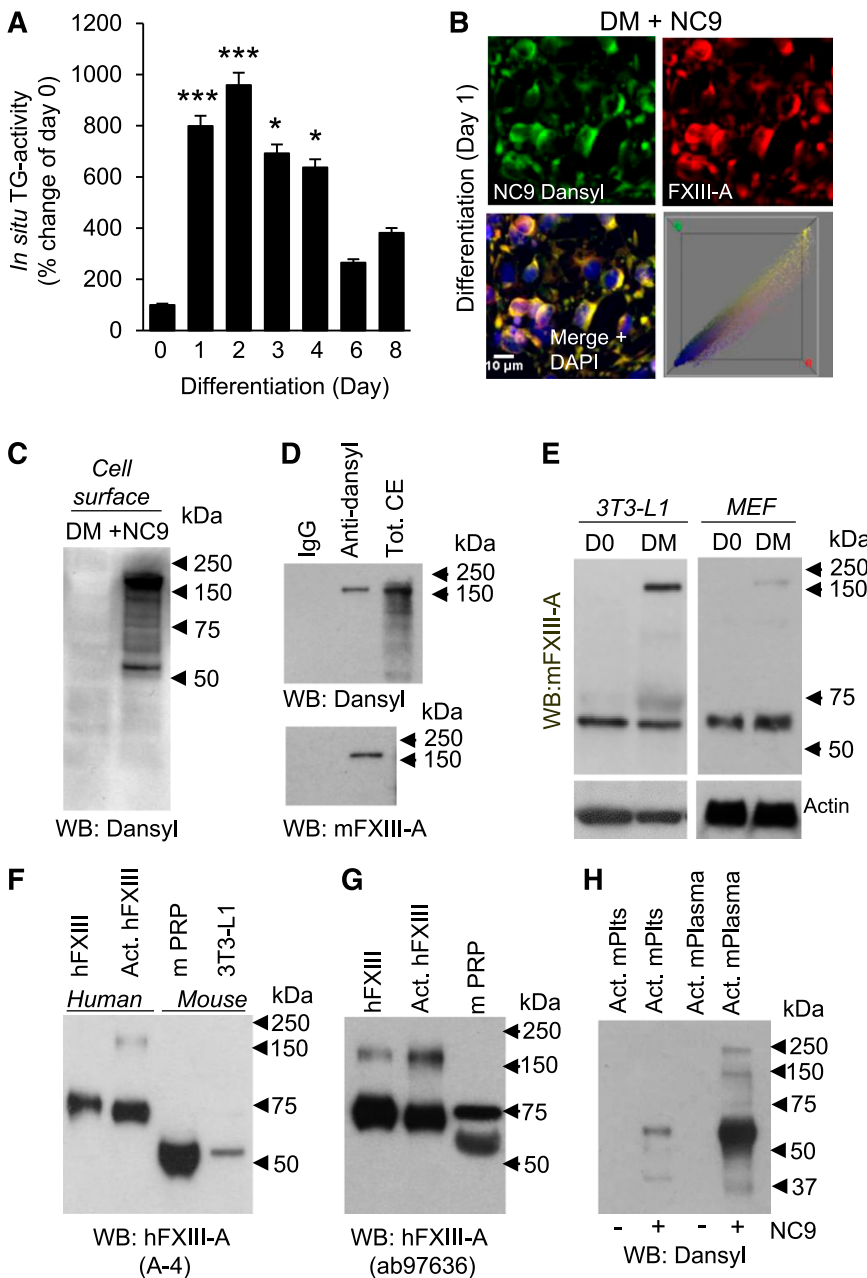 A
In situ TG-activity
(% change of day 0)
1200
1000
800
600
400
200
0
***
***
*
*
0 1 2 3 4 6 8
Differentiation (Day)
B
DM + NC9
Differentiation (Day 1)
NC9 Dansyl
FXIII-A
Merge +
DAPI
10 µm
C
Cell
surface
DM +NC9
kDa
250
150
75
50
WB: Dansyl
D
IgG
Anti-dansyl
Tot. CE
kDa
250
150
WB: Dansyl
kDa
250
150
WB: mFXIII-A
E
3T3-L1 MEF
D0 DM D0 DM
kDa
250
150
75
50
WB:mFXIII-A
Actin
F
hFXIII
Act. hFXIII
m PRP
3T3-L1
Human Mouse
kDa
250
150
75
50
WB: hFXIII-A
(A-4)
G
hFXIII
Act. hFXIII
m PRP
kDa
250
150
75
50
WB: hFXIII-A
(ab97636)
H
Act. mPlts
Act. mPlts
Act. mPlasma
Act. mPlasma
kDa
250
150
75
50
37
- + - + NC9
WB: Dansyl